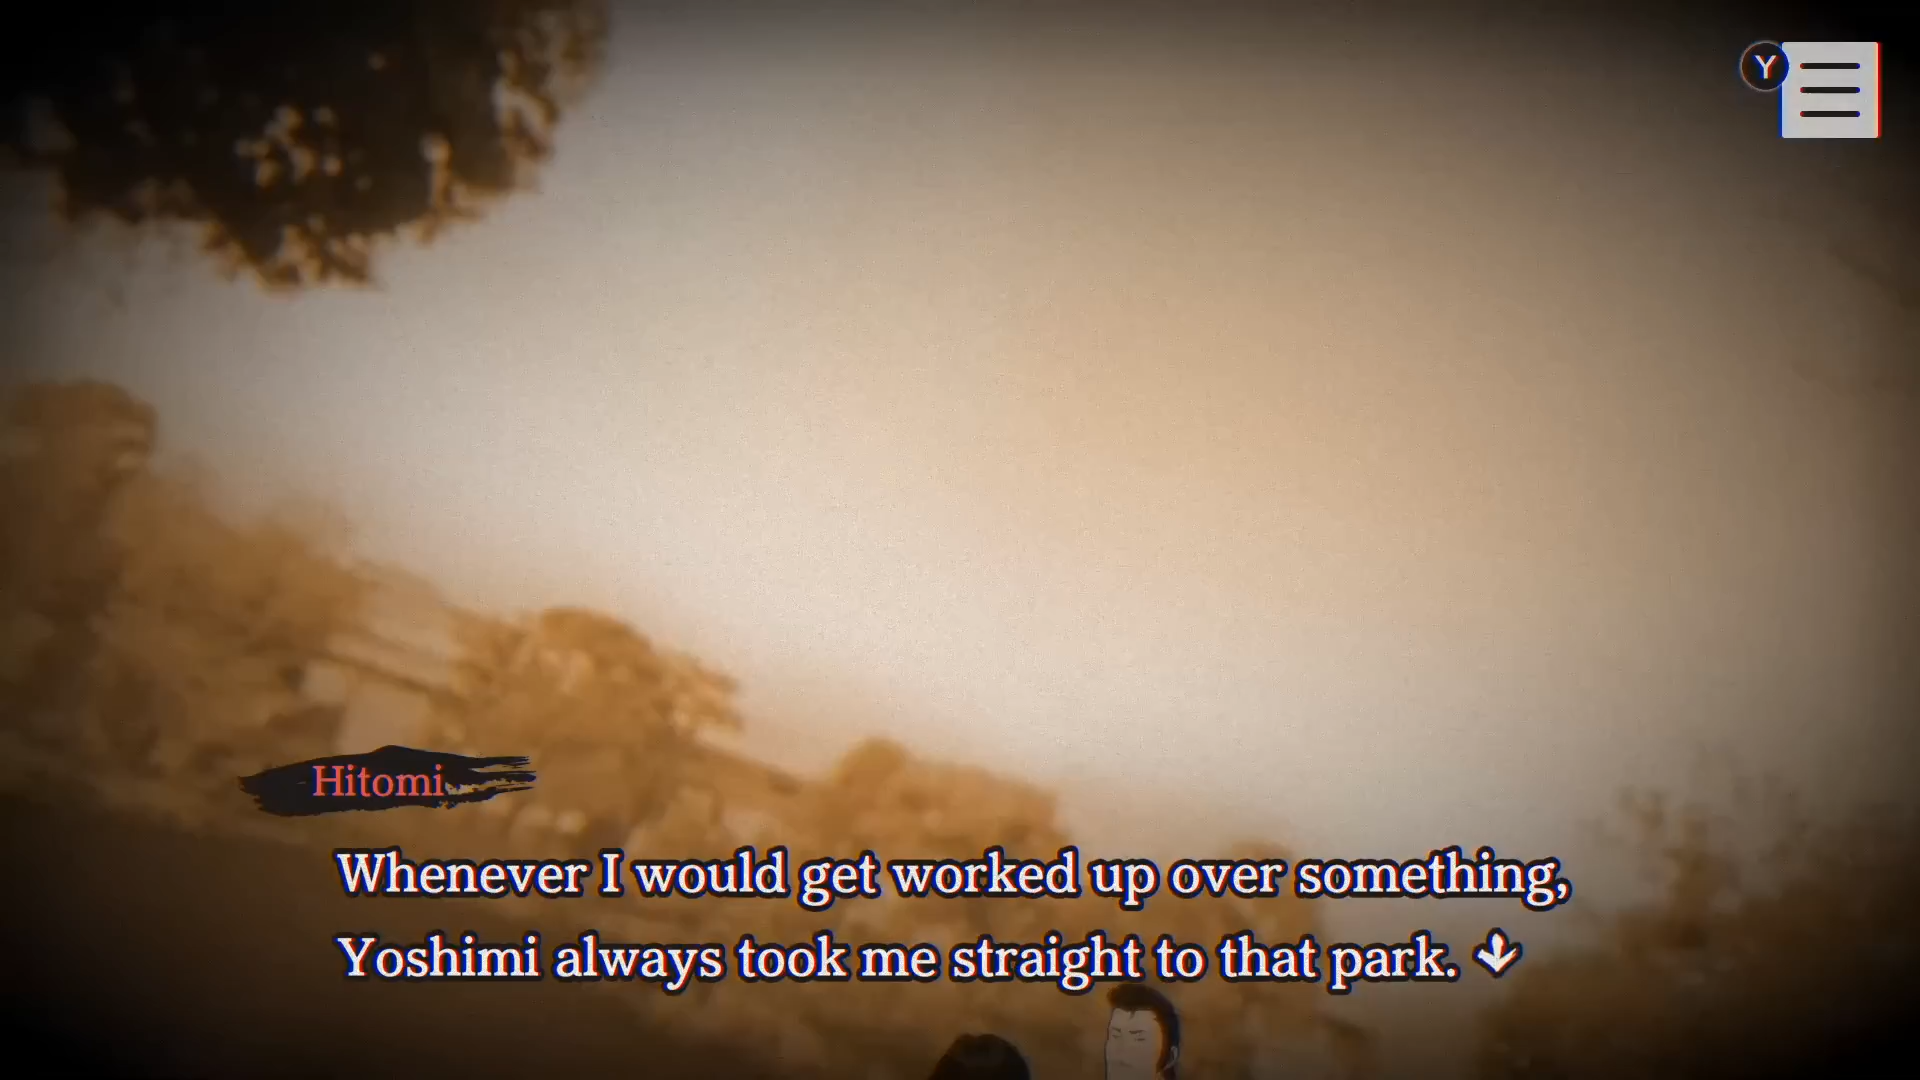 Y
Hitomi
Whenever I would get worked up over something,
Yoshimi always took me straight to that park.